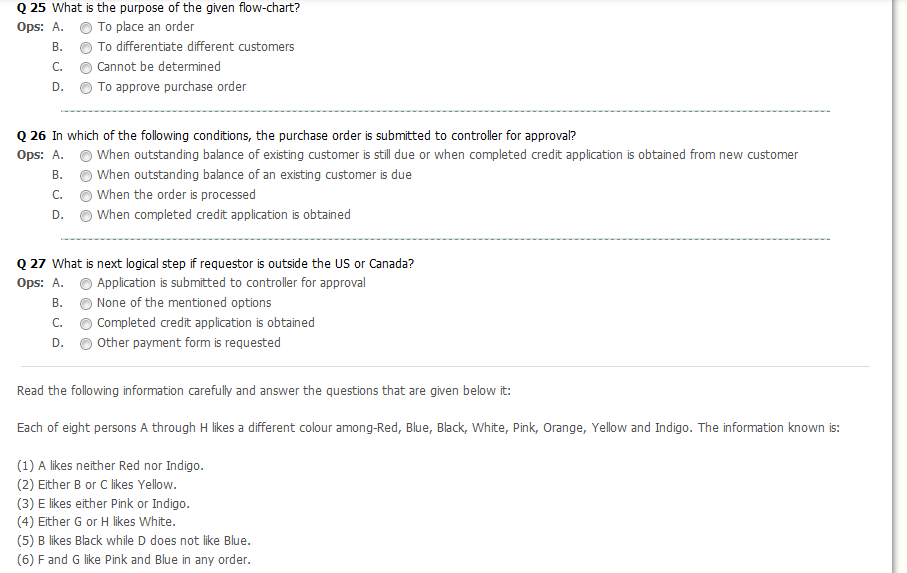 Q 25 What is the purpose of the given flow-chart?
Ops: A. To place an order
B. To differentiate different customers
C. Cannot be determined
D. To approve purchase order
Q 26 In which of the following conditions, the purchase order is submitted to controller for approval?
Ops: A. When outstanding balance of existing customer is still due or when completed credit application is obtained from new customer
B. When outstanding balance of an existing customer is due
C. When the order is processed
D. When completed credit application is obtained
Q 27 What is next logical step if requestor is outside the US or Canada?
Ops: A. Application is submitted to controller for approval
B. None of the mentioned options
C. Completed credit application is obtained
D. Other payment form is requested
Read the following information carefully and answer the questions that are given below it:
Each of eight persons A through H likes a different colour among-Red, Blue, Black, White, Pink, Orange, Yellow and Indigo. The information known is:
(1) A likes neither Red nor Indigo.
(2) Either B or C likes Yellow.
(3) E likes either Pink or Indigo.
(4) Either G or H likes White.
(5) B likes Black while D does not like Blue.
(6) F and G like Pink and Blue in any order.